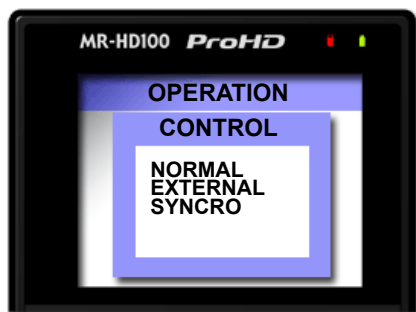 MR-HD100 ProHD
OPERATION
CONTROL
NORMAL
EXTERNAL
SYNCRO